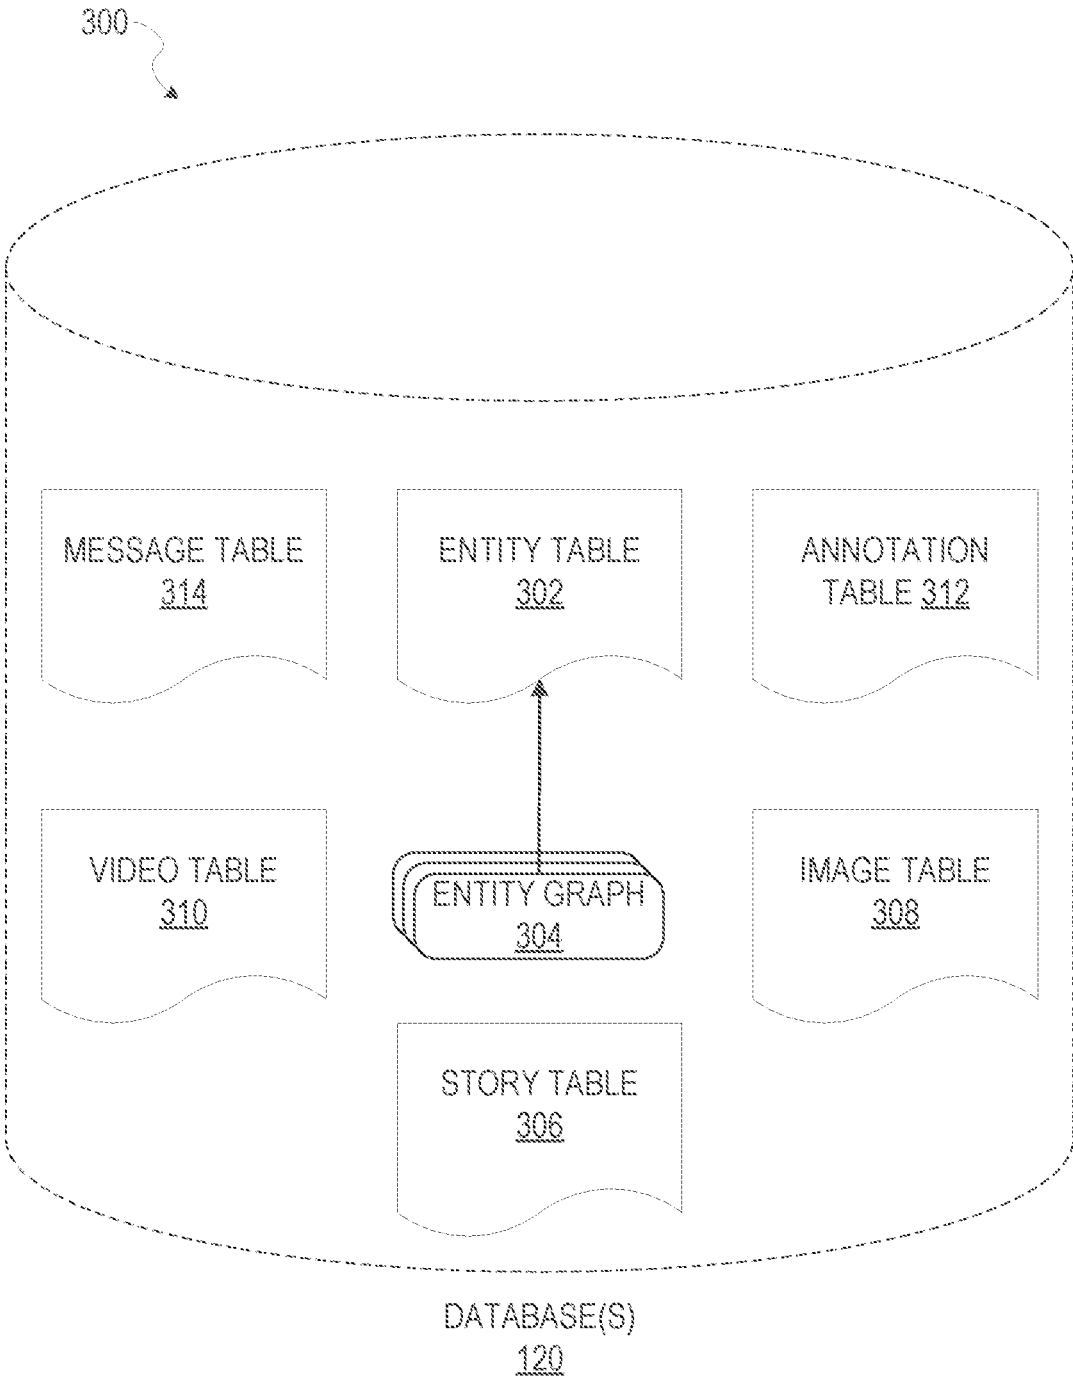 300
MESSAGE TABLE
314
ENTITY TABLE
302
ANNOTATION
TABLE 312
VIDEO TABLE
310
ENTITY GRAPH
304
IMAGE TABLE
308
STORY TABLE
306
DATABASE(S)
120